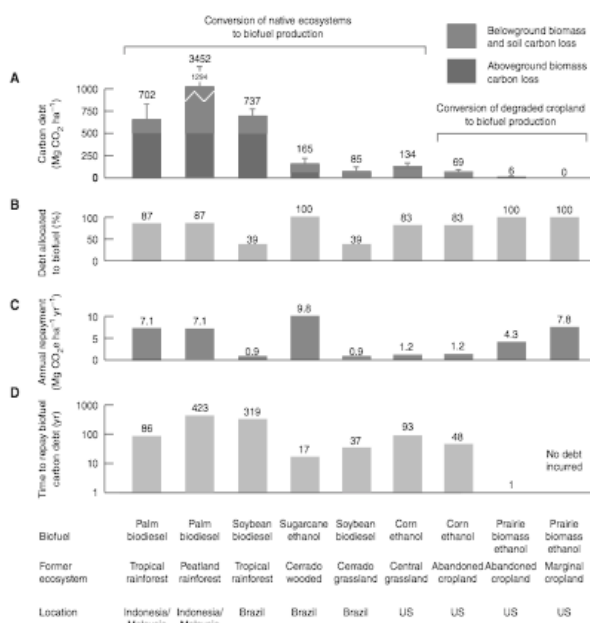 Conversion of native ecosystems
to biofuel production
Belowground biomass
and soil carbon loss
Aboveground biomass
carbon loss
Conversion of degraded cropland
to biofuel production
A
Carbon debt
(Mg CO2 ha−1)
1000
750
500
250
0
702
3452
1294
737
165
85
134
69
6
0
B
Debt allocated
to biofuel (%)
100
50
0
87
87
39
100
39
83
83
100
100
C
Annual repayment
(Mg CO2e ha−1 yr−1)
10
5
0
7.1
7.1
0.9
9.8
0.9
1.2
1.2
4.3
7.8
D
Time to repay biofuel
carbon debt (yr)
1000
100
10
1
86
423
319
17
37
93
48
1
No debt
incurred
Biofuel
Palm
biodiesel
Palm
biodiesel
Soybean
biodiesel
Sugarcane
ethanol
Soybean
biodiesel
Corn
ethanol
Corn
ethanol
Prairie
biomass
ethanol
Prairie
biomass
ethanol
Former
ecosystem
Tropical
rainforest
Peatland
rainforest
Tropical
rainforest
Cerrado
wooded
Cerrado
grassland
Central
grassland
Abandoned
cropland
Abandoned
cropland
Marginal
cropland
Location
Indonesia/
Indonesia/
Brazil
Brazil
Brazil
US
US
US
US